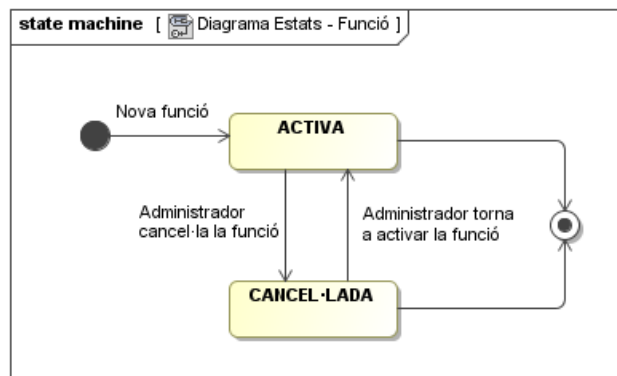 state machine [ Diagrama Estats - Funció ]
Nova funció
ACTIVA
Administrador
cancel·la la funció
Administrador torna
a activar la funció
CANCEL·LADA